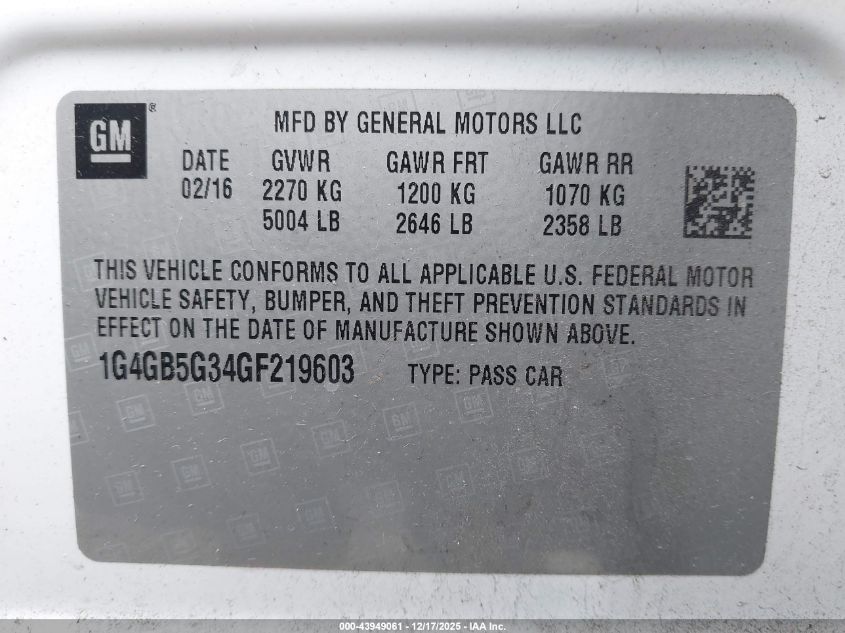 GM ®
MFD BY GENERAL MOTORS LLC
DATE GVWR GAWR FRT GAWR RR
02/16 2270 KG 1200 KG 1070 KG
5004 LB 2646 LB 2358 LB
THIS VEHICLE CONFORMS TO ALL APPLICABLE U.S. FEDERAL MOTOR
VEHICLE SAFETY, BUMPER, AND THEFT PREVENTION STANDARDS IN
EFFECT ON THE DATE OF MANUFACTURE SHOWN ABOVE.
1G4GB5G34GF219603 TYPE: PASS CAR
000-43949061 - 12/17/2025 - IAA Inc.